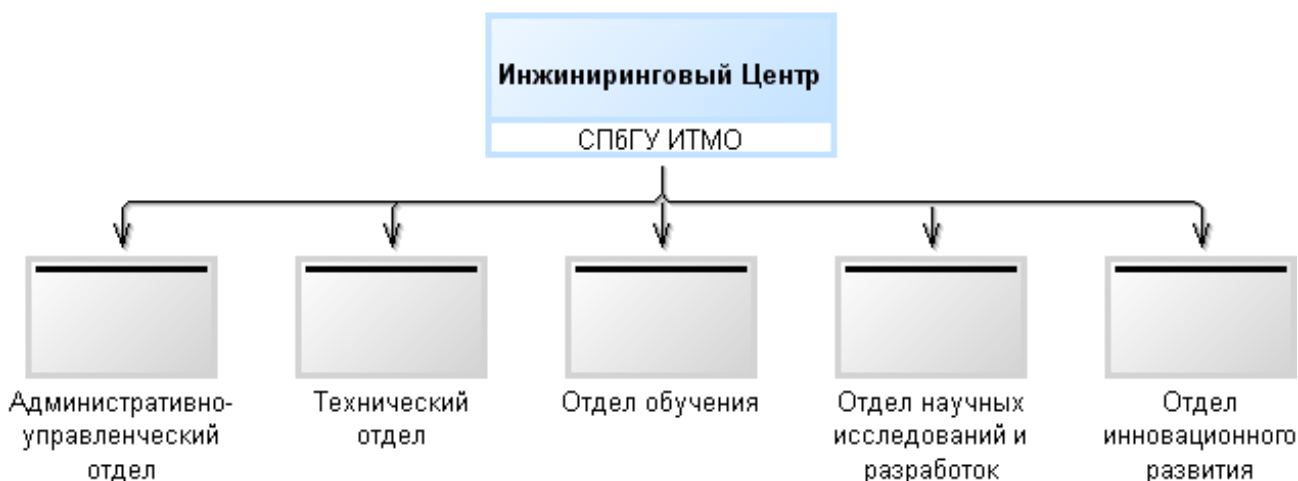 Инжиниринговый Центр
СПбГУ ИТМО
Административно-
управленческий
отдел
Технический
отдел
Отдел обучения
Отдел научных
исследований и
разработок
Отдел
инновационного
развития